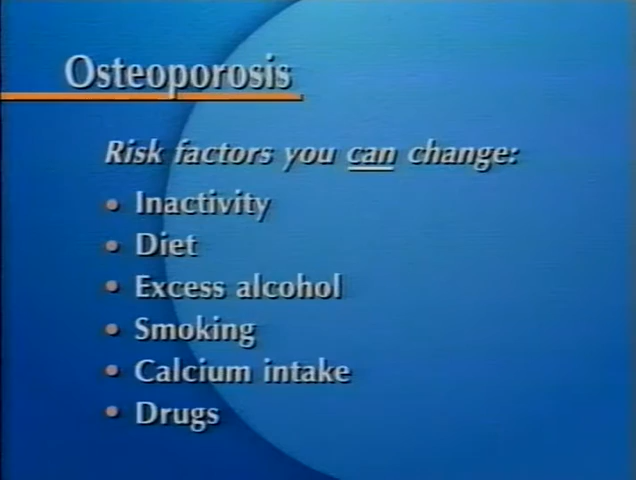 Osteoporosis
Risk factors you can change:
• Inactivity
• Diet
• Excess alcohol
• Smoking
• Calcium intake
• Drugs